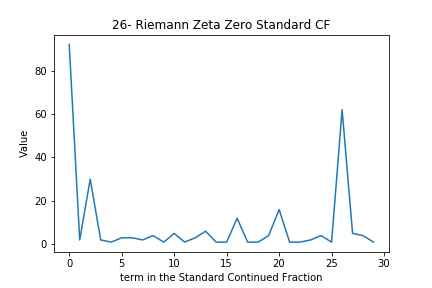 26- Riemann Zeta Zero Standard CF
Value
80
60
40
20
0
0 5 10 15 20 25 30
term in the Standard Continued Fraction